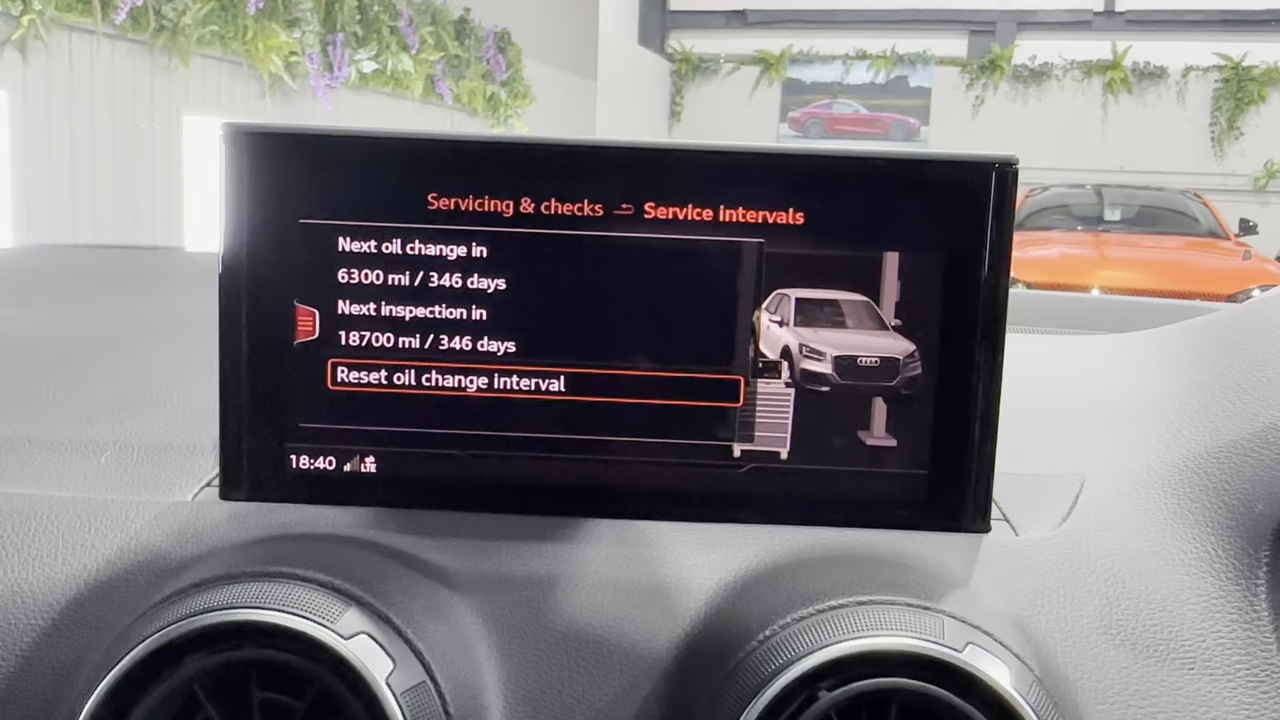 Servicing & checks Service intervals
Next oil change in
6300 mi / 346 days
Next inspection in
18700 mi / 346 days
Reset oil change interval
18:40 LTE